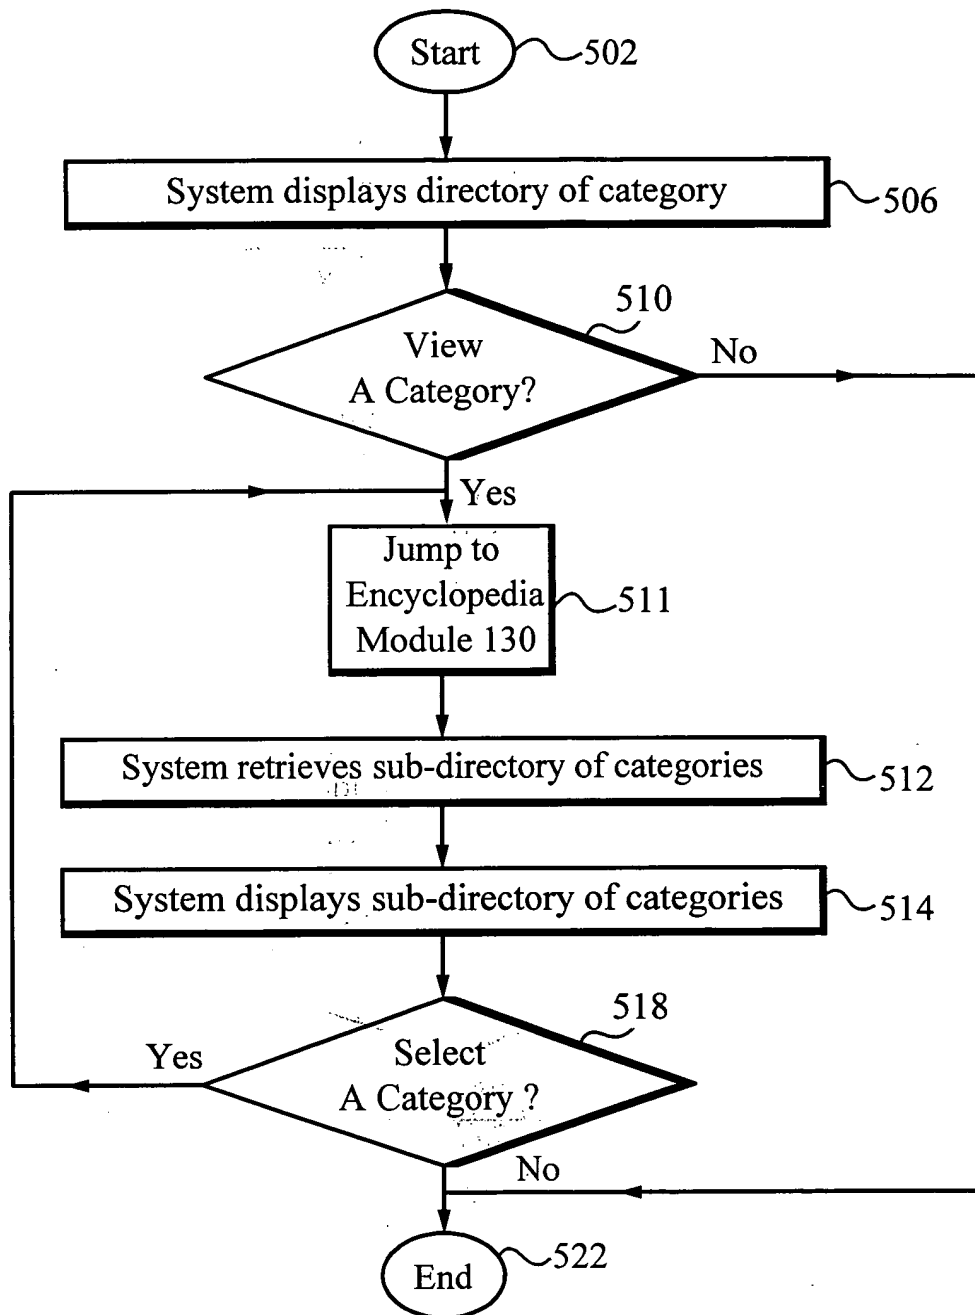 Start
502
System displays directory of category
506
510
View
A Category?
No
Yes
Jump to
Encyclopedia
Module 130
511
System retrieves sub-directory of categories
512
System displays sub-directory of categories
514
518
Yes
Select
A Category ?
No
End
522